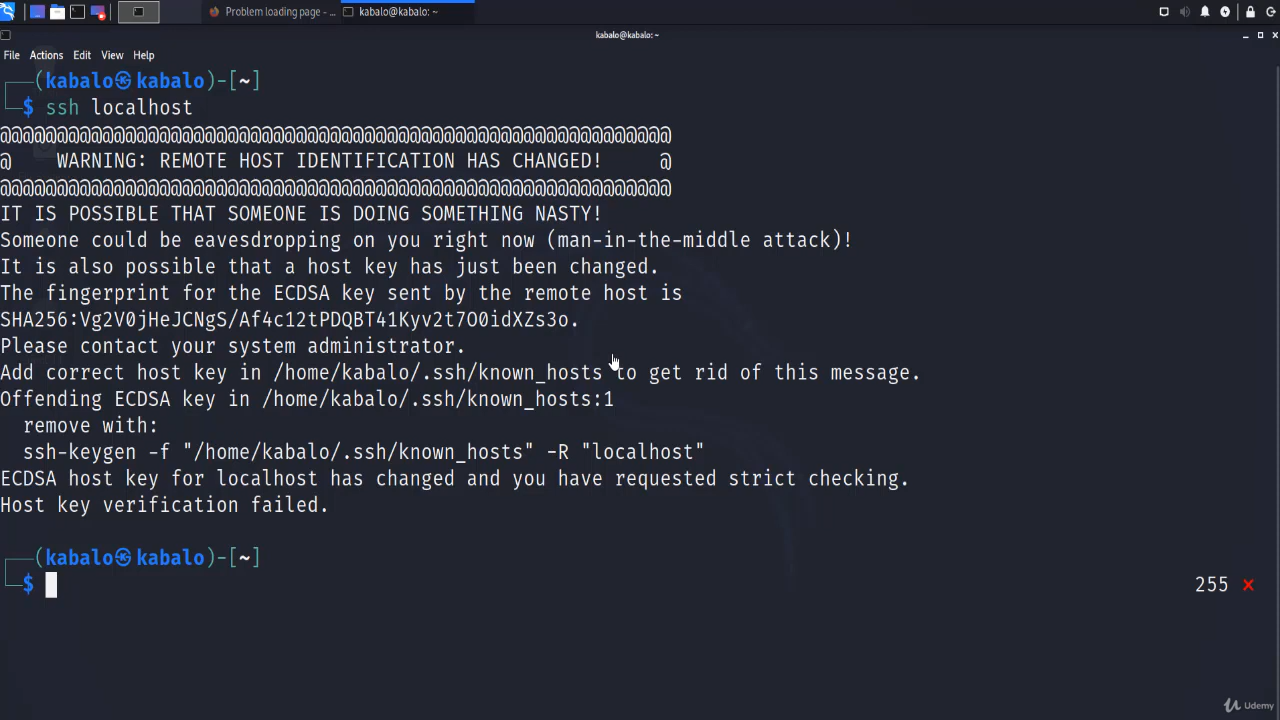 Problem loading page - ...
kabalo@kabalo: ~
kabalo@kabalo: ~
File Actions Edit View Help
(kabalo㉿kabalo)-[~]
$ ssh localhost
@@@@@@@@@@@@@@@@@@@@@@@@@@@@@@@@@@@@@@@@@@@@@@@@@@@@@@@@@@@
@    WARNING: REMOTE HOST IDENTIFICATION HAS CHANGED!     @
@@@@@@@@@@@@@@@@@@@@@@@@@@@@@@@@@@@@@@@@@@@@@@@@@@@@@@@@@@@
IT IS POSSIBLE THAT SOMEONE IS DOING SOMETHING NASTY!
Someone could be eavesdropping on you right now (man-in-the-middle attack)!
It is also possible that a host key has just been changed.
The fingerprint for the ECDSA key sent by the remote host is
SHA256:Vg2V0jHeJCNgS/Af4c12tPDQBT41Kyv2t7O0idXZs3o.
Please contact your system administrator.
Add correct host key in /home/kabalo/.ssh/known_hosts to get rid of this message.
Offending ECDSA key in /home/kabalo/.ssh/known_hosts:1
  remove with:
  ssh-keygen -f "/home/kabalo/.ssh/known_hosts" -R "localhost"
ECDSA host key for localhost has changed and you have requested strict checking.
Host key verification failed.
(kabalo㉿kabalo)-[~]
$ 255 ⨯
Udemy